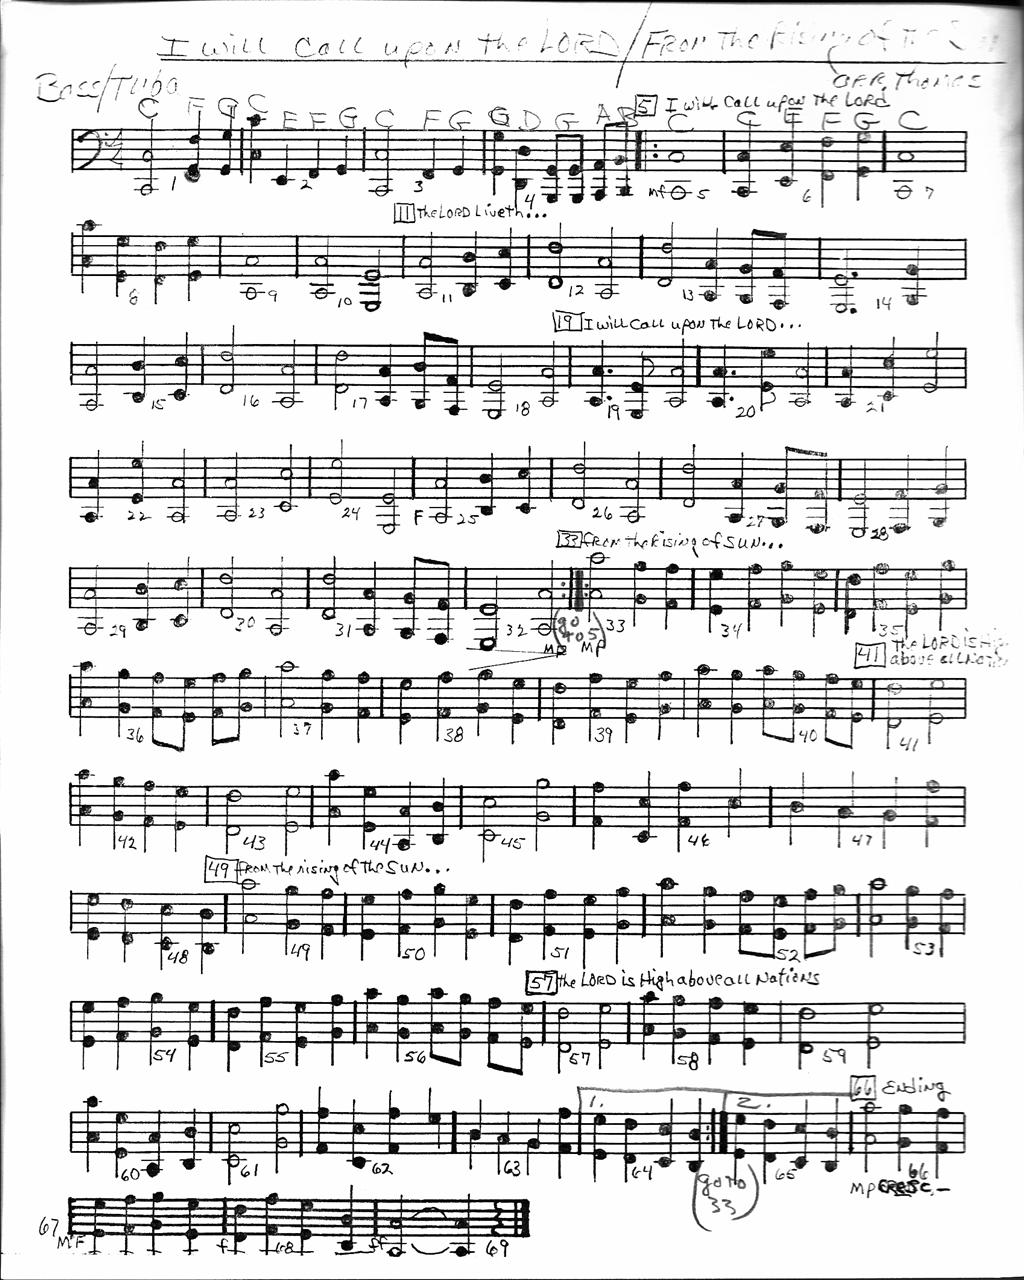 I will call upon the LORD/From The Rising of The Sun
Bass/Tuba
ARR. Thomas
5 I will call upon the LORD
C F G C E F G C F G G D G A B C C E F G C
1 2 3 4 mf 5 6 7
11 the LORD Liveth...
8 9 10 11 12 13 14
19 I will call upon the LORD...
15 16 17 18 19 20 21
22 23 24 F 25 26 27 28
33 from the Rising of SUN...
29 30 31 32 (go to 5) 33 34 35
MP MP
41 the LORD is High
above all Nations
36 37 38 39 40 41
42 43 44 45 46 47
49 from the rising of the SUN...
48 49 50 51 52 53
57 the LORD is High above all Nations
54 55 56 57 58 59
66 Ending
1. 2.
60 61 62 63 64 65 66
(go to 33)
MP CRESC.
67 MF f 68 ff 69